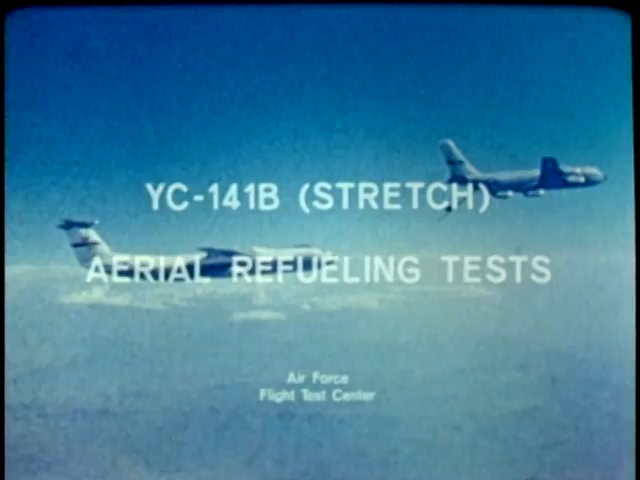 YC-141B (STRETCH)
AERIAL REFUELING TESTS
Air Force
Flight Test Center